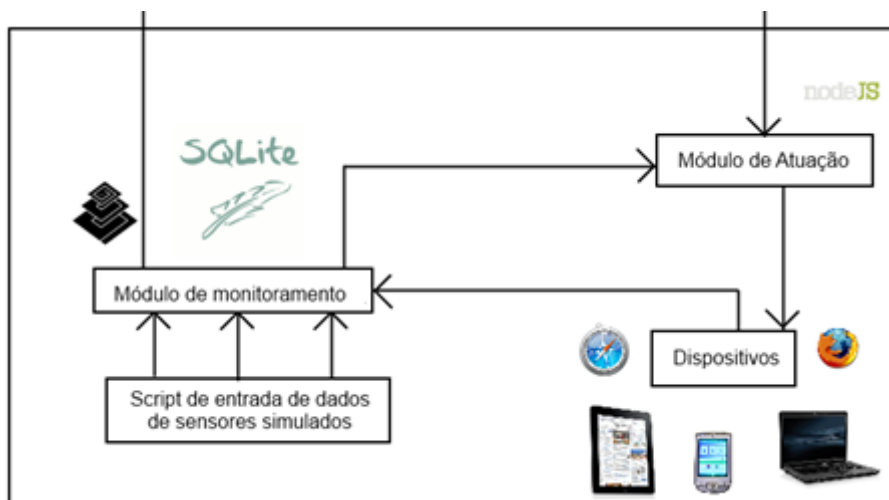 nodeJS
SQLite
Módulo de Atuação
Módulo de monitoramento
Dispositivos
Script de entrada de dados
de sensores simulados